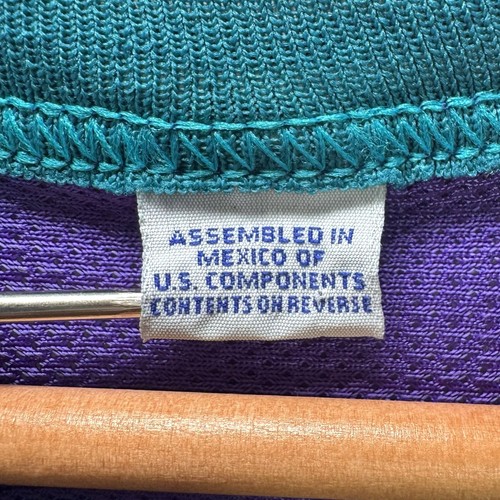 ASSEMBLED IN
MEXICO OF
U.S. COMPONENTS
CONTENTS ON REVERSE